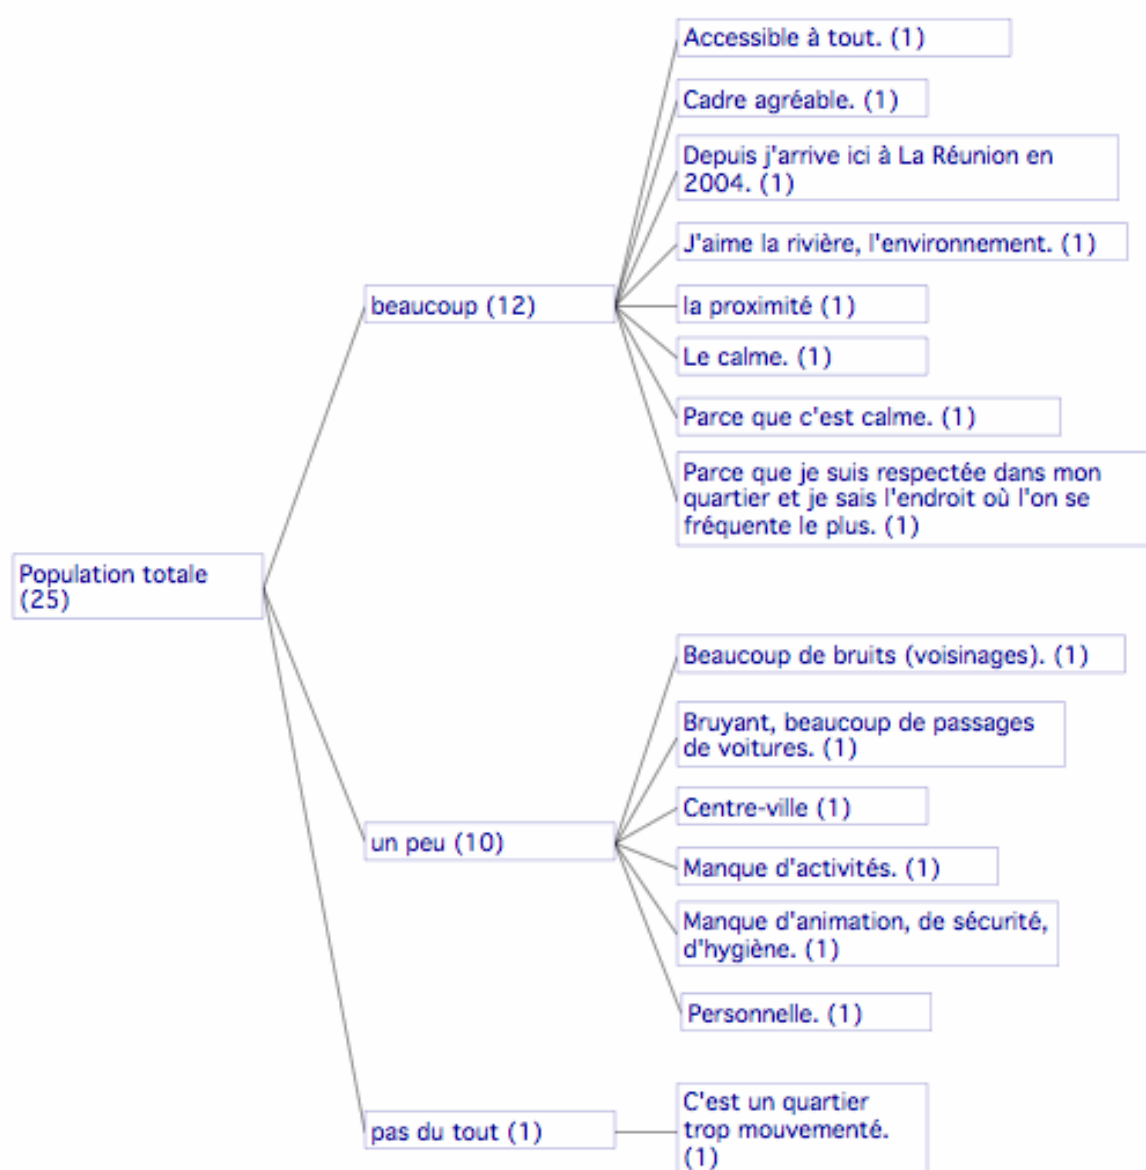 Accessible à tout. (1)
Cadre agréable. (1)
Depuis j'arrive ici à La Réunion en
2004. (1)
J'aime la rivière, l'environnement. (1)
beaucoup (12)
la proximité (1)
Le calme. (1)
Parce que c'est calme. (1)
Parce que je suis respectée dans mon
quartier et je sais l'endroit où l'on se
fréquente le plus. (1)
Population totale
(25)
Beaucoup de bruits (voisinages). (1)
Bruyant, beaucoup de passages
de voitures. (1)
Centre-ville (1)
un peu (10)
Manque d'activités. (1)
Manque d'animation, de sécurité,
d'hygiène. (1)
Personnelle. (1)
pas du tout (1)
C'est un quartier
trop mouvementé.
(1)